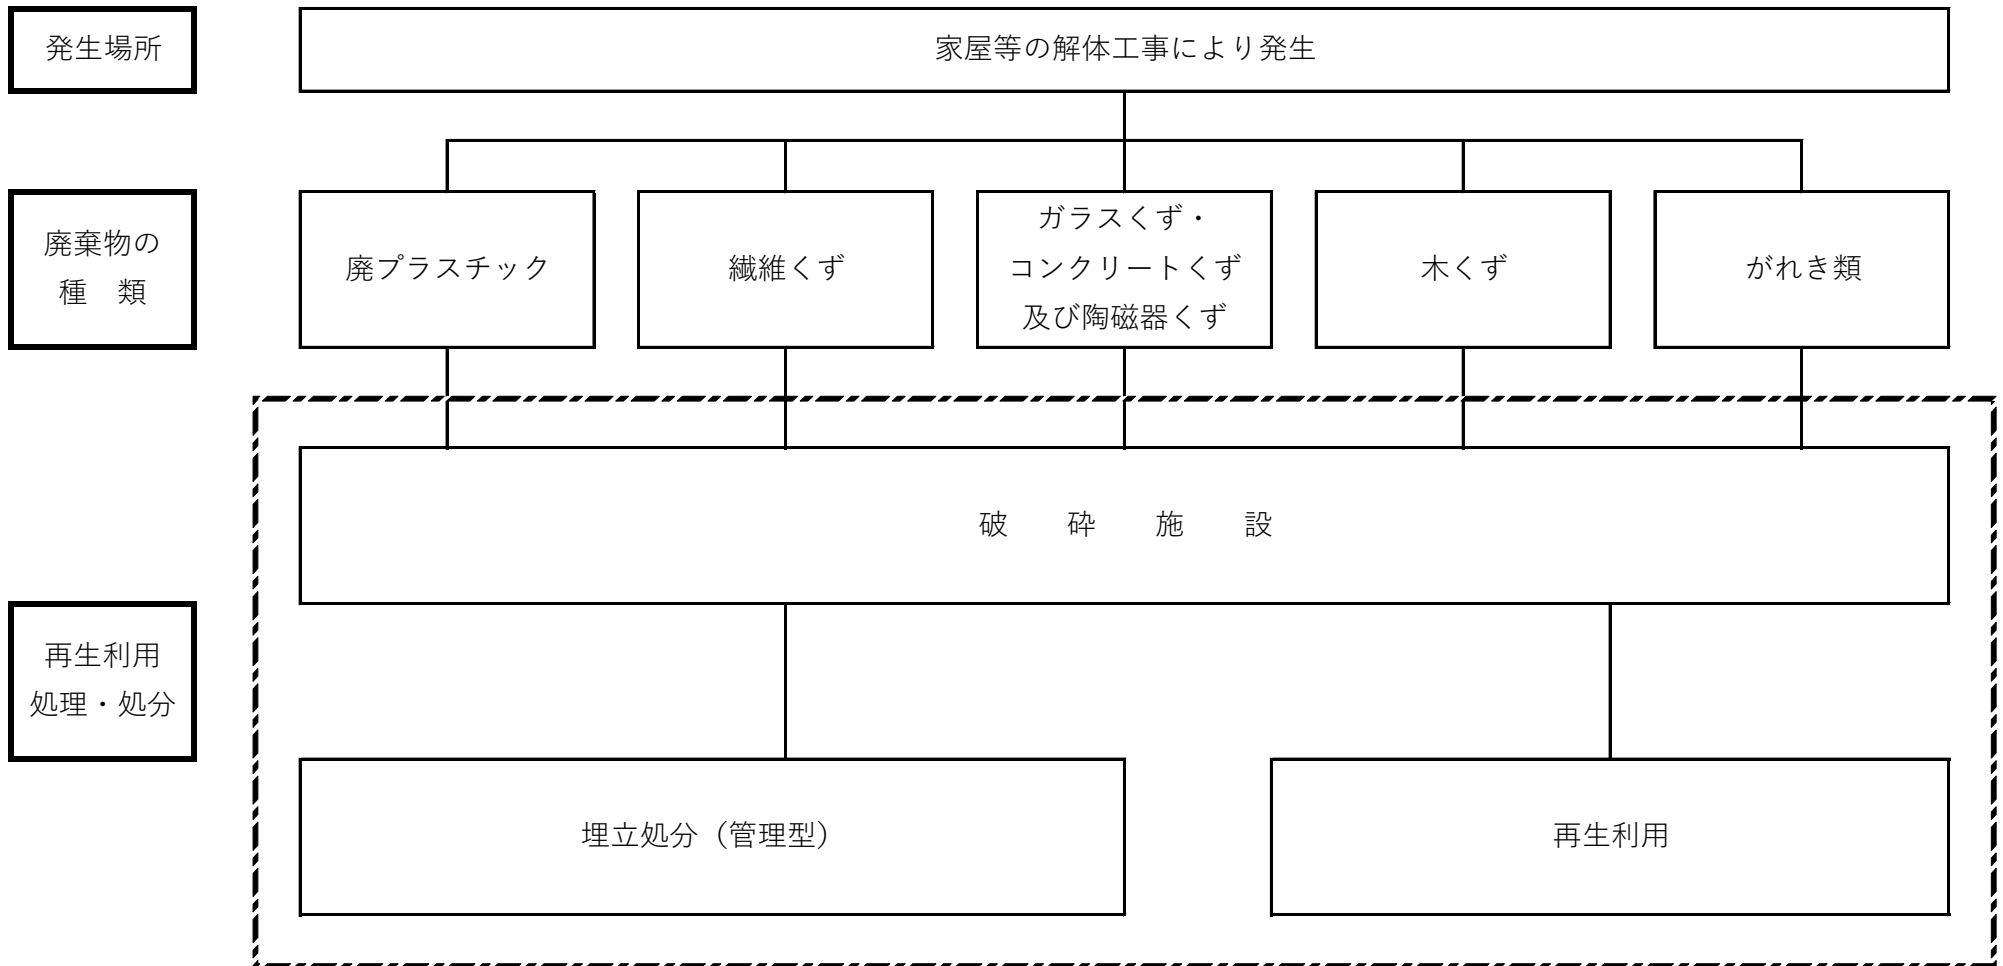 発生場所
家屋等の解体工事により発生
廃棄物の
種　類
廃プラスチック
繊維くず
ガラスくず・
コンクリートくず
及び陶磁器くず
木くず
がれき類
破　砕　施　設
再生利用
処理・処分
埋立処分（管理型）
再生利用